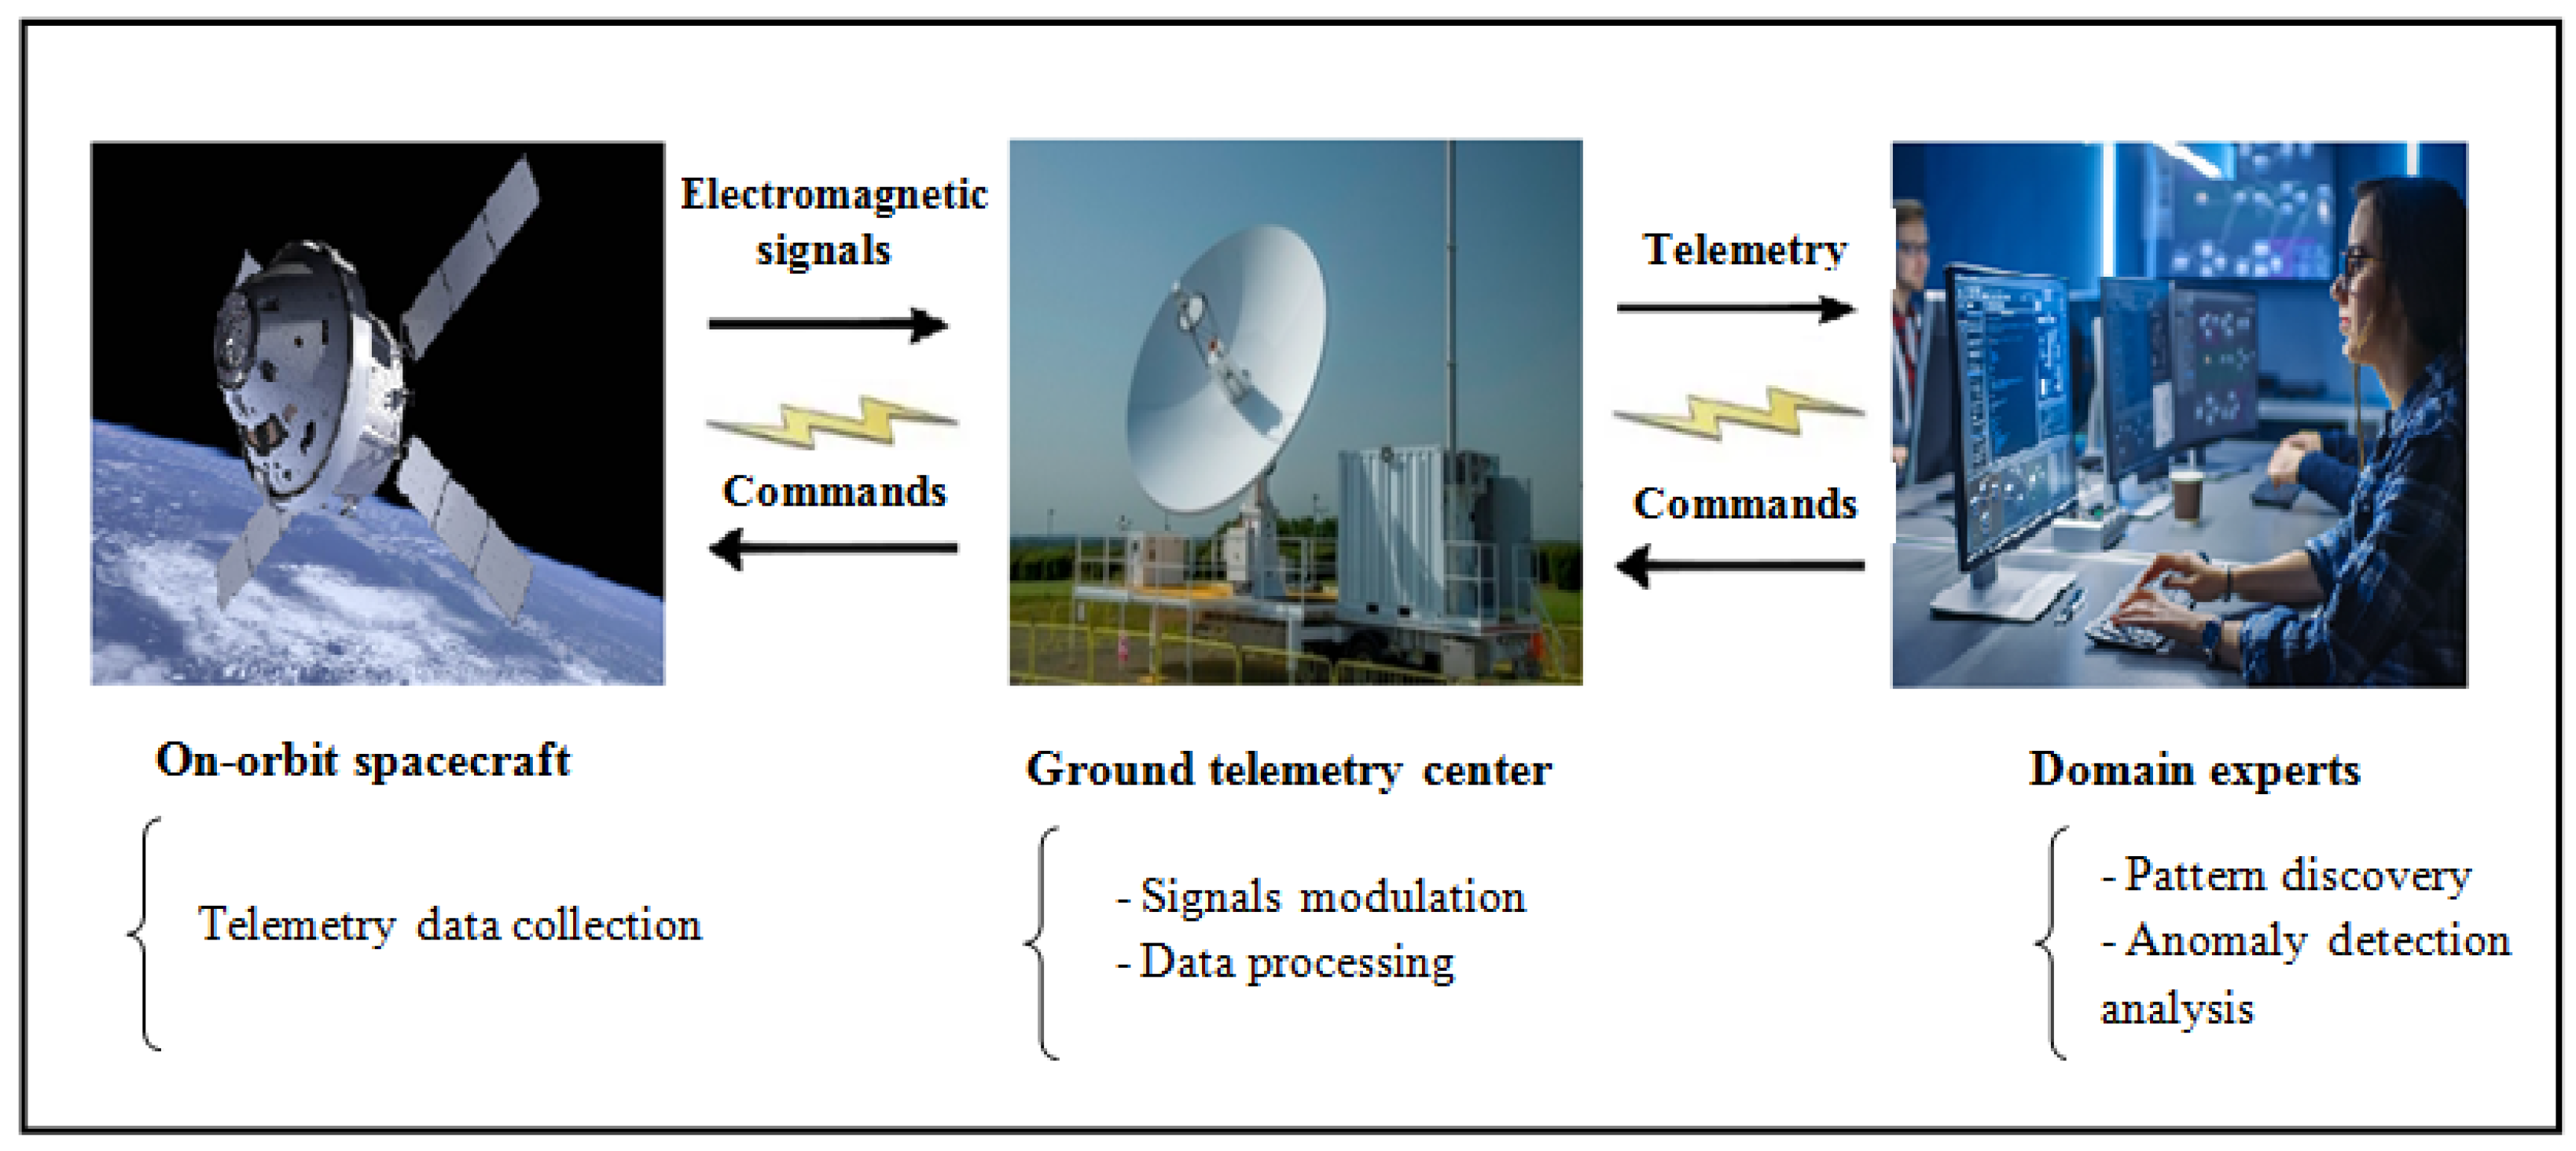 Electromagnetic
signals
Commands
Telemetry
Commands
On-orbit spacecraft
Telemetry data collection
Ground telemetry center
- Signals modulation
- Data processing
Domain experts
- Pattern discovery
- Anomaly detection
analysis